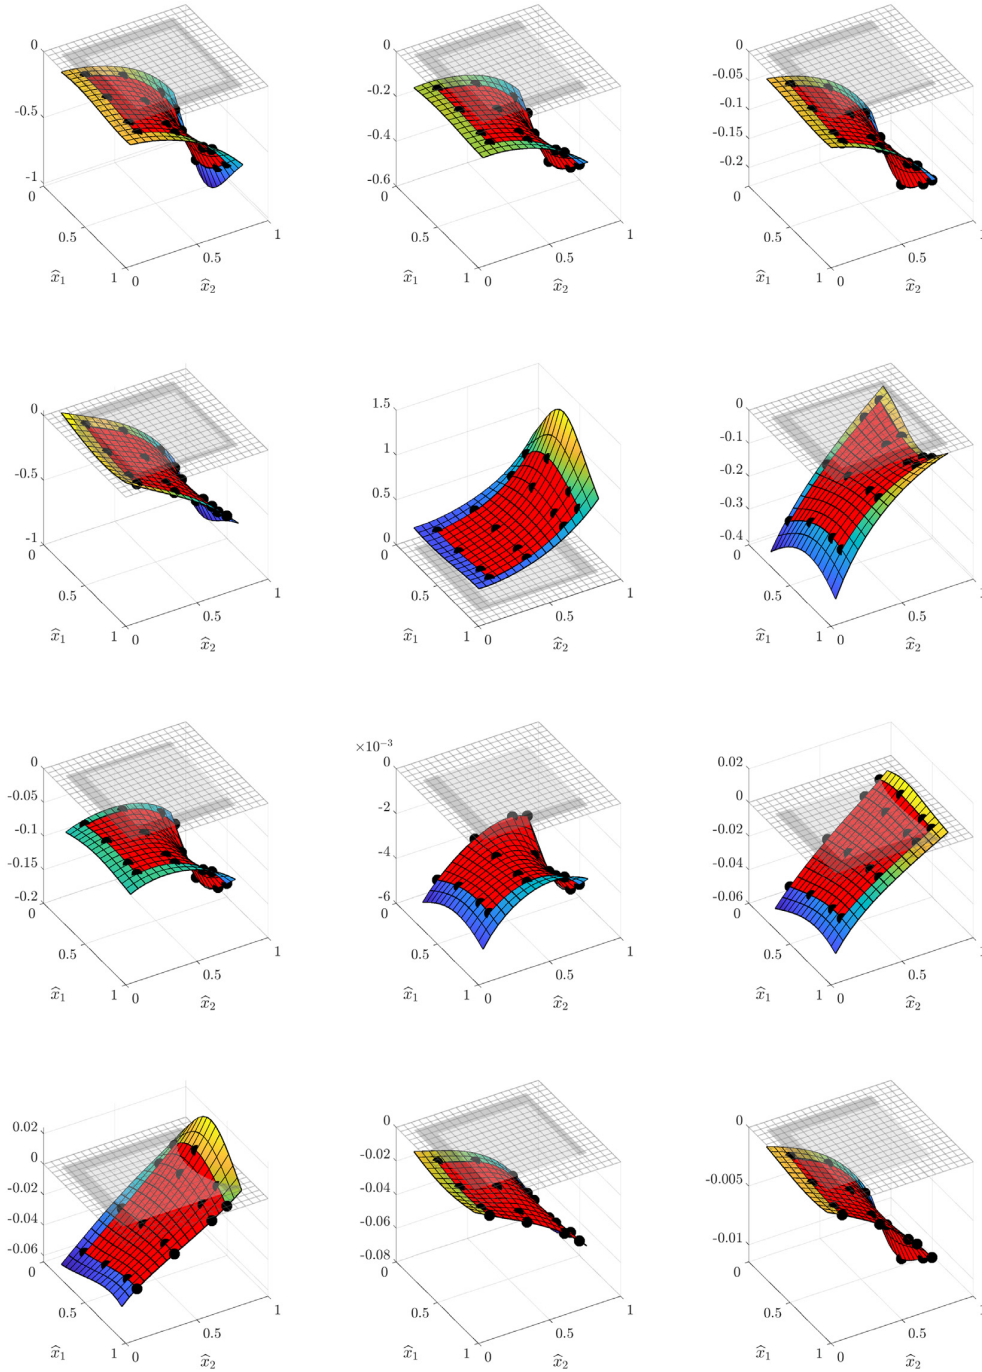 0 0 0
-0.5 -0.2 -0.05
-0.4 -0.1
-0.15
-1 -0.6 -0.2
0 0 0
0.5 1 0.5 1 0.5 1
x̂₁ 1 0 0.5 x̂₂ x̂₁ 1 0 0.5 x̂₂ x̂₁ 1 0 0.5 x̂₂
0 1.5 0
-0.5 1 -0.1
0.5 -0.2
-0.3
-1 0 -0.4
0 0 0
0.5 1 0.5 1 0.5 1
x̂₁ 1 0 0.5 x̂₂ x̂₁ 1 0 0.5 x̂₂ x̂₁ 1 0 0.5 x̂₂
×10⁻³
0 0 0.02
-0.05 -2 0
-0.1 -4 -0.02
-0.15 -0.04
-0.2 -6 -0.06
0 0 0
0.5 1 0.5 1 0.5 1
x̂₁ 1 0 0.5 x̂₂ x̂₁ 1 0 0.5 x̂₂ x̂₁ 1 0 0.5 x̂₂
0.02 0 0
0 -0.02 -0.005
-0.02 -0.04
-0.04 -0.06 -0.01
-0.06 -0.08
0 0 0
0.5 1 0.5 1 0.5 1
x̂₁ 1 0 0.5 x̂₂ x̂₁ 1 0 0.5 x̂₂ x̂₁ 1 0 0.5 x̂₂